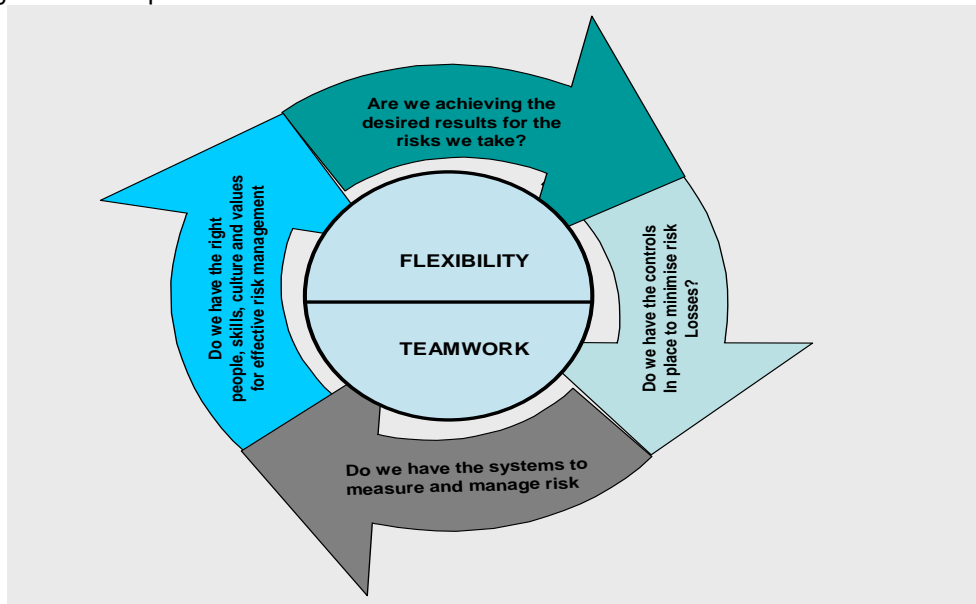 Are we achieving the
desired results for the
risks we take?
Do we have the controls
In place to minimise risk
Losses?
Do we have the systems to
measure and manage risk
Do we have the right
people, skills, culture and values
for effective risk management
FLEXIBILITY
TEAMWORK